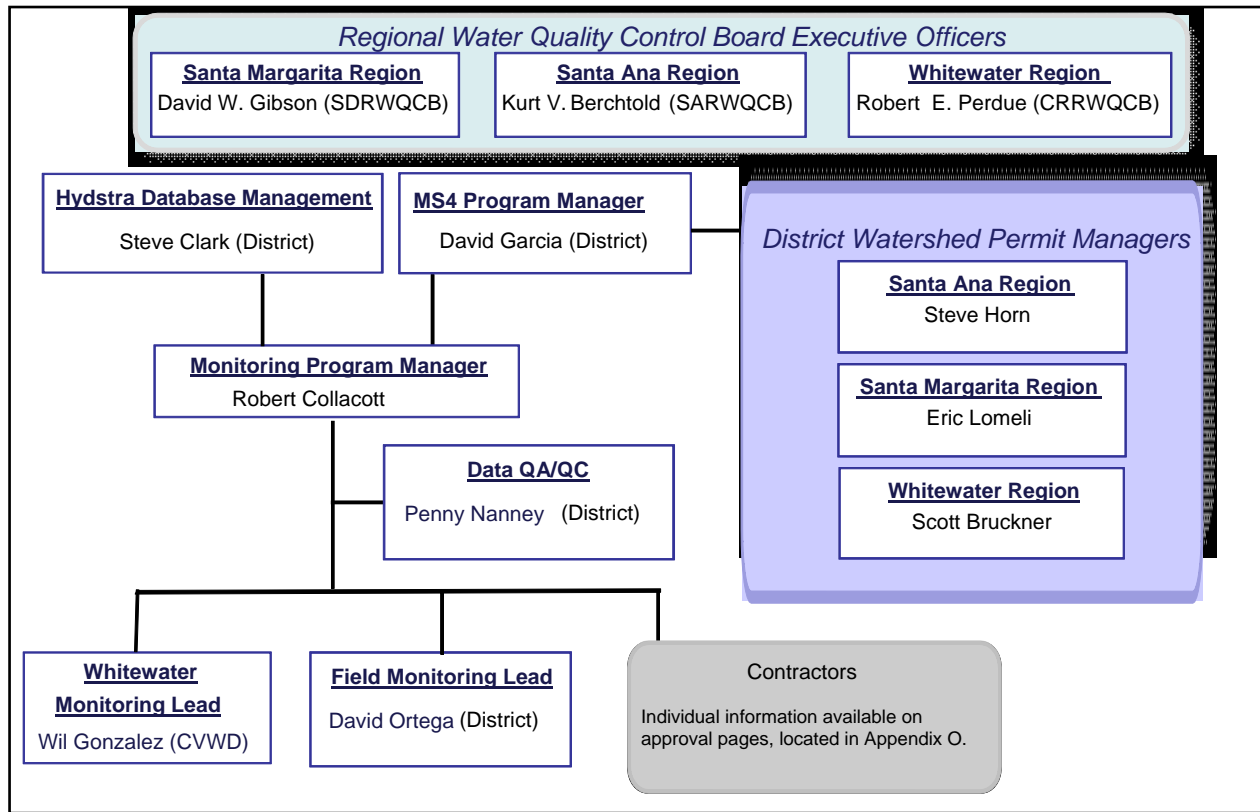 Regional Water Quality Control Board Executive Officers
Santa Margarita Region
David W. Gibson (SDRWQCB)
Santa Ana Region
Kurt V. Berchtold (SARWQCB)
Whitewater Region
Robert E. Perdue (CRRWQCB)
Hydstra Database Management
Steve Clark (District)
MS4 Program Manager
David Garcia (District)
District Watershed Permit Managers
Santa Ana Region
Steve Horn
Santa Margarita Region
Eric Lomeli
Whitewater Region
Scott Bruckner
Monitoring Program Manager
Robert Collacott
Data QA/QC
Penny Nanney (District)
Whitewater
Monitoring Lead
Wil Gonzalez (CVWD)
Field Monitoring Lead
David Ortega (District)
Contractors
Individual information available on
approval pages, located in Appendix O.